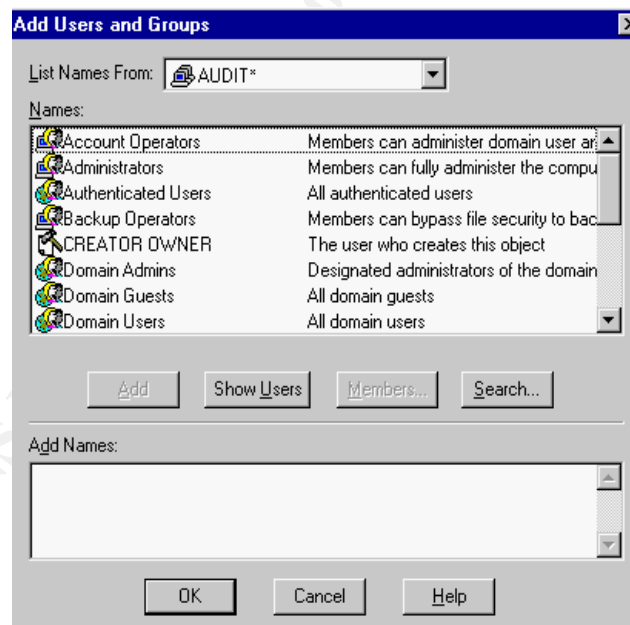 Add Users and Groups
List Names From: AUDIT*
Names:
Account Operators Members can administer domain user ar
Administrators Members can fully administer the compu
Authenticated Users All authenticated users
Backup Operators Members can bypass file security to bac
CREATOR OWNER The user who creates this object
Domain Admins Designated administrators of the domain
Domain Guests All domain guests
Domain Users All domain users
Add Show Users Members... Search...
Add Names:
OK Cancel Help